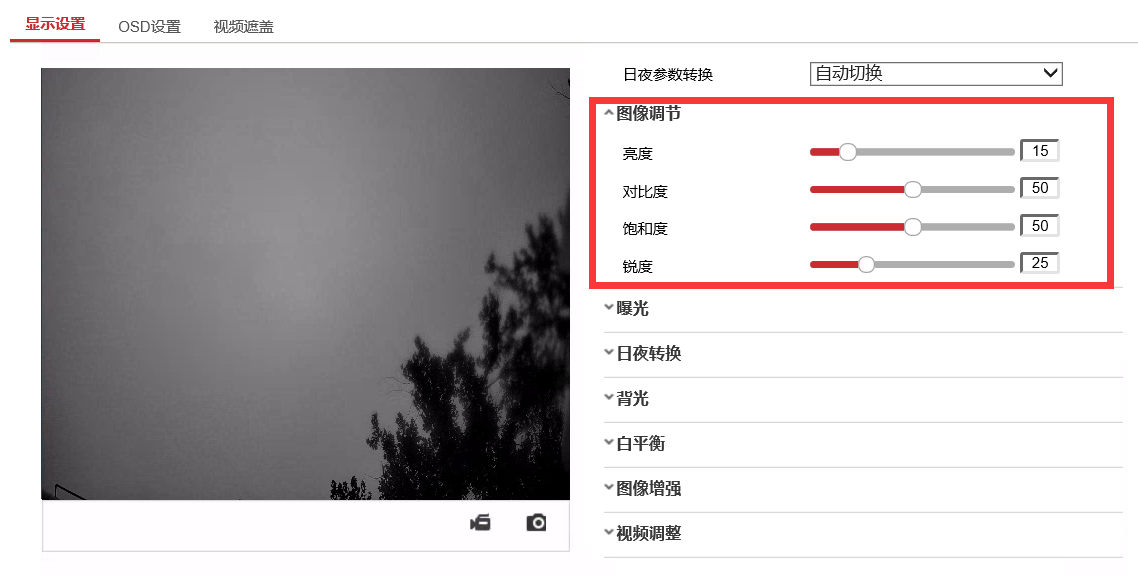 显示设置 OSD设置 视频遮盖
日夜参数转换 自动切换
图像调节
亮度 15
对比度 50
饱和度 50
锐度 25
曝光
日夜转换
背光
白平衡
图像增强
视频调整